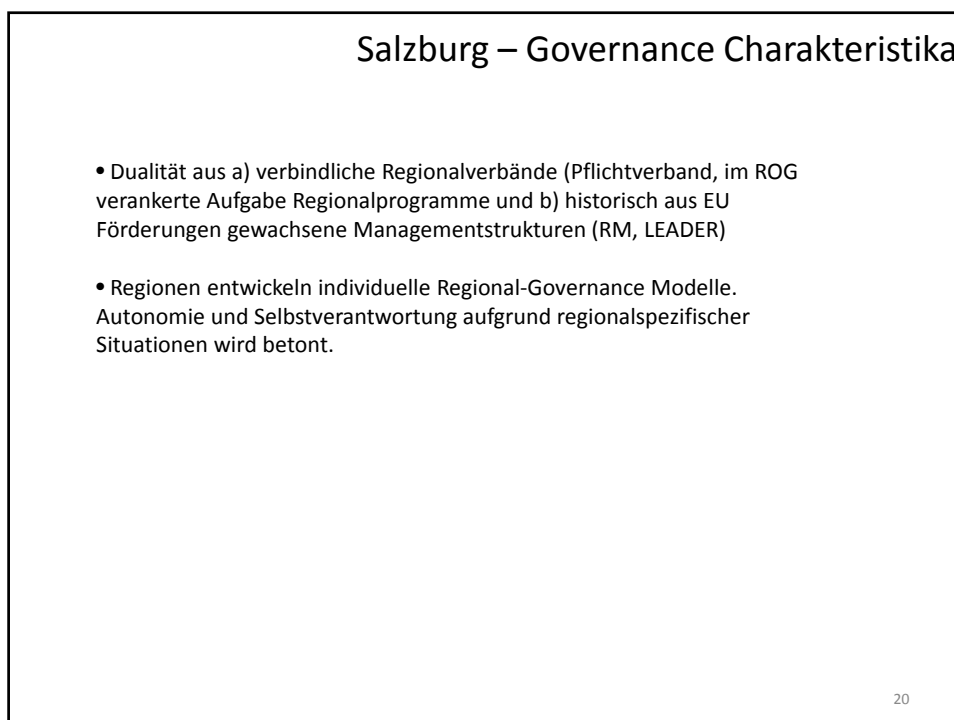 Salzburg – Governance Charakteristika
• Dualität aus a) verbindliche Regionalverbände (Pflichtverband, im ROG
verankerte Aufgabe Regionalprogramme und b) historisch aus EU
Förderungen gewachsene Managementstrukturen (RM, LEADER)
• Regionen entwickeln individuelle Regional-Governance Modelle.
Autonomie und Selbstverantwortung aufgrund regionalspezifischer
Situationen wird betont.
20